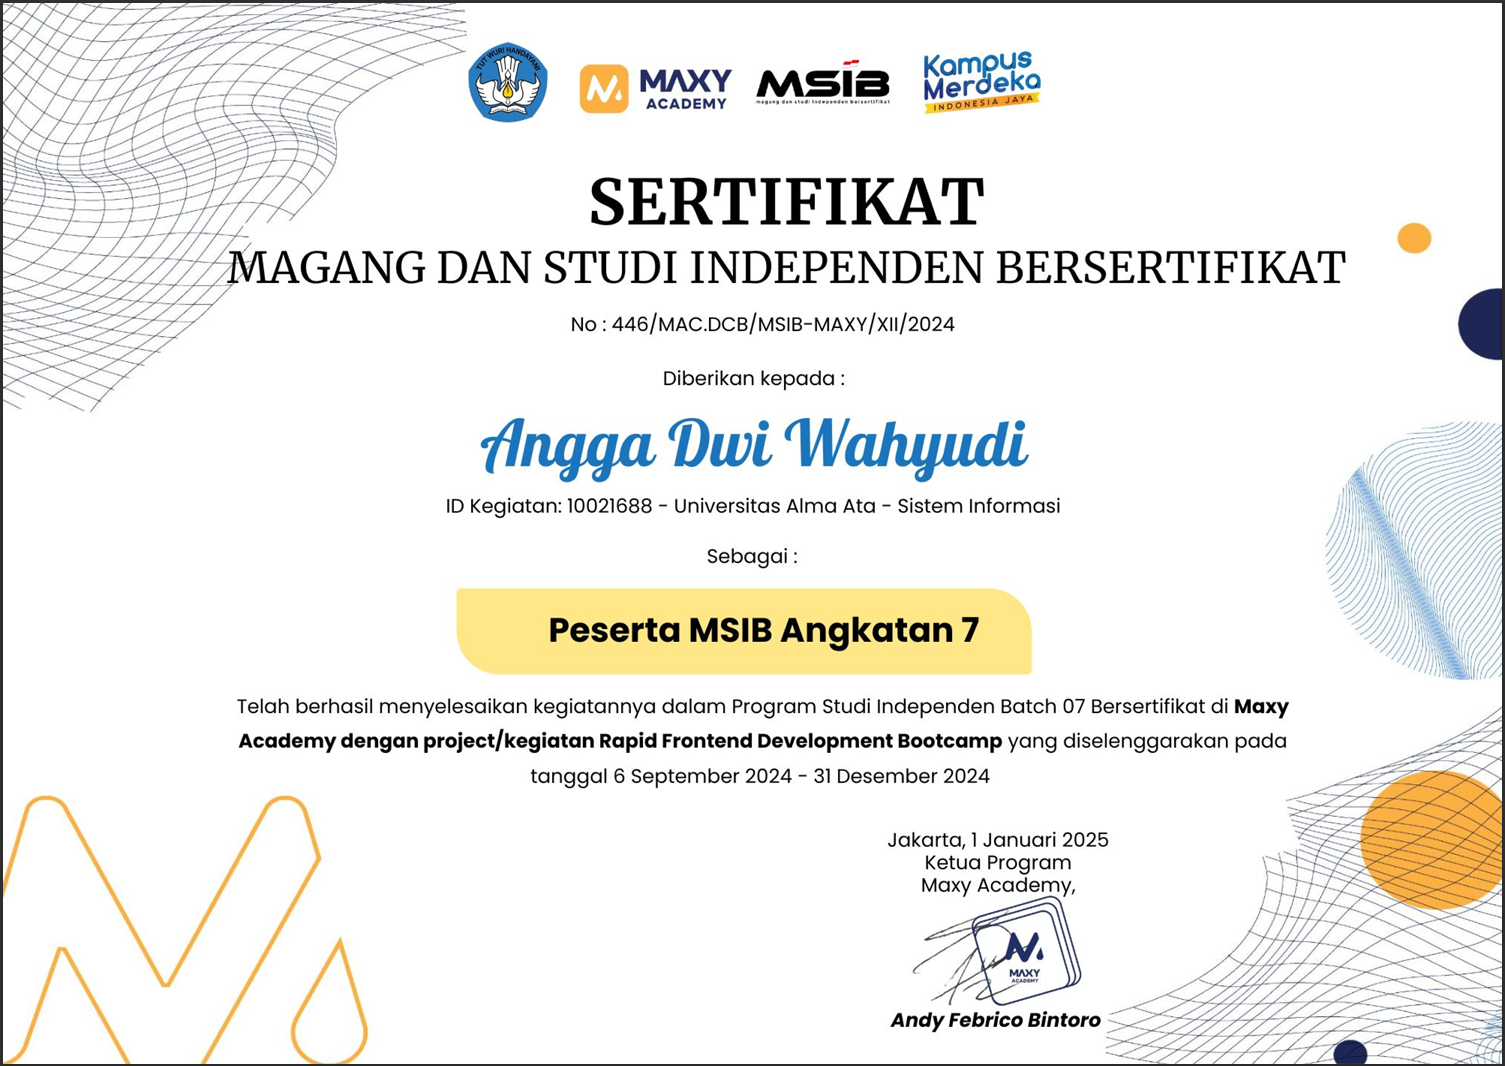 TUT WURI HANDAYANI
MAXY
ACADEMY
MSIB
magang dan studi independen bersertifikat
Kampus
Merdeka
INDONESIA JAYA
SERTIFIKAT
MAGANG DAN STUDI INDEPENDEN BERSERTIFIKAT
No : 446/MAC.DCB/MSIB-MAXY/XII/2024
Diberikan kepada :
Angga Dwi Wahyudi
ID Kegiatan: 10021688 - Universitas Alma Ata - Sistem Informasi
Sebagai :
Peserta MSIB Angkatan 7
Telah berhasil menyelesaikan kegiatannya dalam Program Studi Independen Batch 07 Bersertifikat di Maxy
Academy dengan project/kegiatan Rapid Frontend Development Bootcamp yang diselenggarakan pada
tanggal 6 September 2024 - 31 Desember 2024
Jakarta, 1 Januari 2025
Ketua Program
Maxy Academy,
MAXY
ACADEMY
Andy Febrico Bintoro